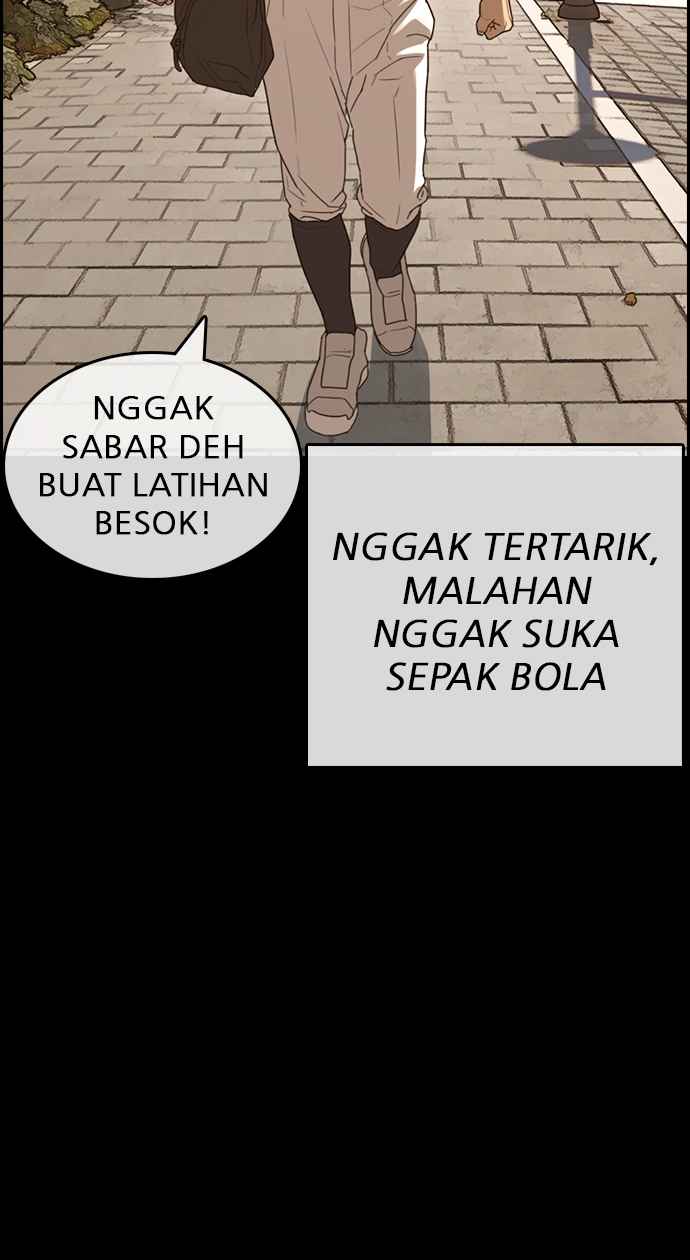 NGGAK
SABAR DEH
BUAT LATIHAN
BESOK!
NGGAK TERTARIK,
MALAHAN
NGGAK SUKA
SEPAK BOLA